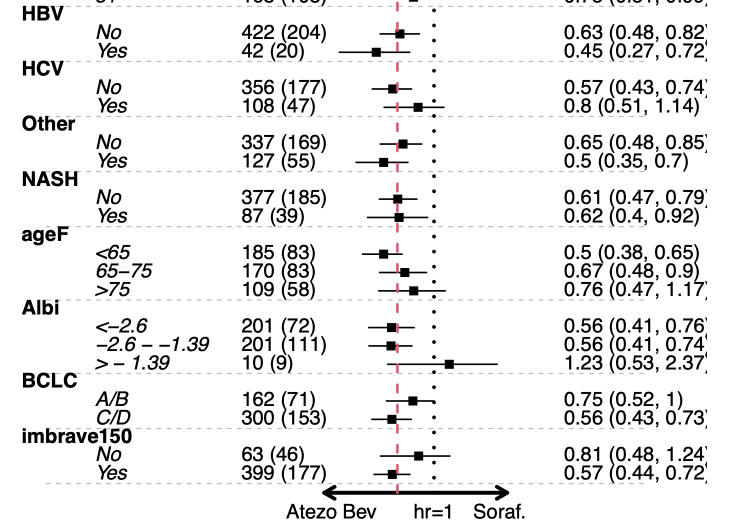 HBV
No 422 (204) 0.63 (0.48, 0.82)
Yes 42 (20) 0.45 (0.27, 0.72)
HCV
No 356 (177) 0.57 (0.43, 0.74)
Yes 108 (47) 0.8 (0.51, 1.14)
Other
No 337 (169) 0.65 (0.48, 0.85)
Yes 127 (55) 0.5 (0.35, 0.7)
NASH
No 377 (185) 0.61 (0.47, 0.79)
Yes 87 (39) 0.62 (0.4, 0.92)
ageF
<65 185 (83) 0.5 (0.38, 0.65)
65−75 170 (83) 0.67 (0.48, 0.9)
>75 109 (58) 0.76 (0.47, 1.17)
Albi
<−2.6 201 (72) 0.56 (0.41, 0.76)
−2.6 − −1.39 201 (111) 0.56 (0.41, 0.74)
> − 1.39 10 (9) 1.23 (0.53, 2.37)
BCLC
A/B 162 (71) 0.75 (0.52, 1)
C/D 300 (153) 0.56 (0.43, 0.73)
imbrave150
No 63 (46) 0.81 (0.48, 1.24)
Yes 399 (177) 0.57 (0.44, 0.72)
Atezo Bev hr=1 Soraf.